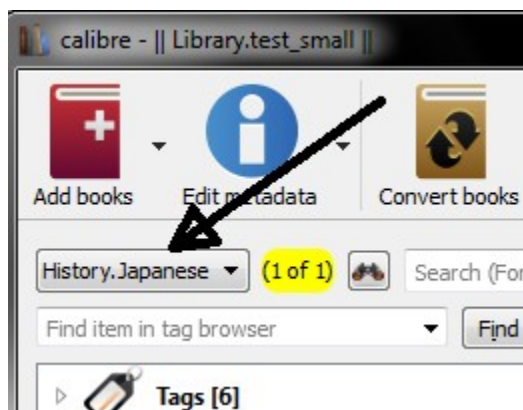 calibre - || Library.test_small ||
Add books Edit metadata Convert books
History.Japanese (1 of 1) Search (For
Find item in tag browser Find
Tags [6]